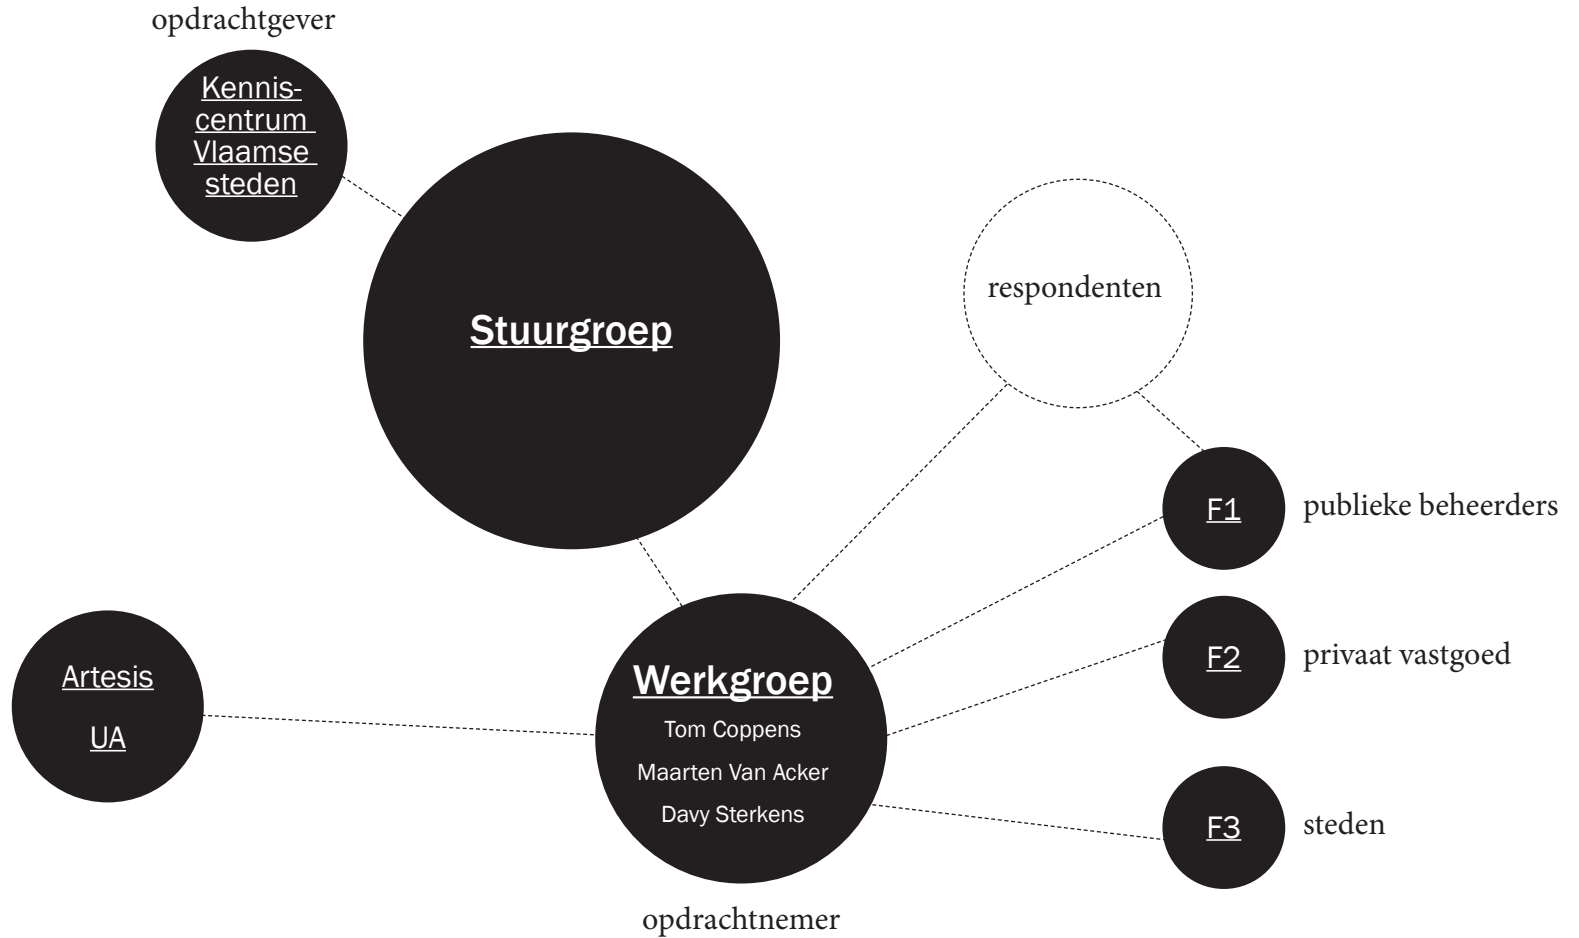 opdrachtgever
Kennis-
centrum
Vlaamse
steden
Stuurgroep
respondenten
F1
publieke beheerders
F2
privaat vastgoed
Artesis
UA
Werkgroep
Tom Coppens
Maarten Van Acker
Davy Sterkens
F3
steden
opdrachtnemer